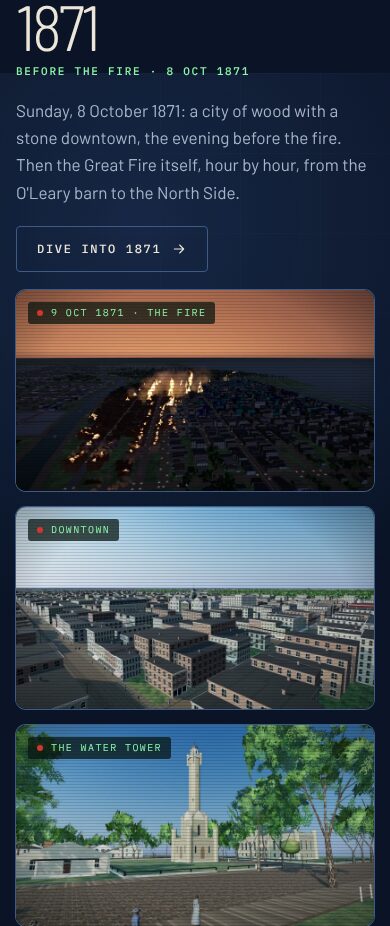 1871
BEFORE THE FIRE · 8 OCT 1871
Sunday, 8 October 1871: a city of wood with a
stone downtown, the evening before the fire.
Then the Great Fire itself, hour by hour, from the
O'Leary barn to the North Side.
DIVE INTO 1871 →
9 OCT 1871 · THE FIRE
DOWNTOWN
THE WATER TOWER